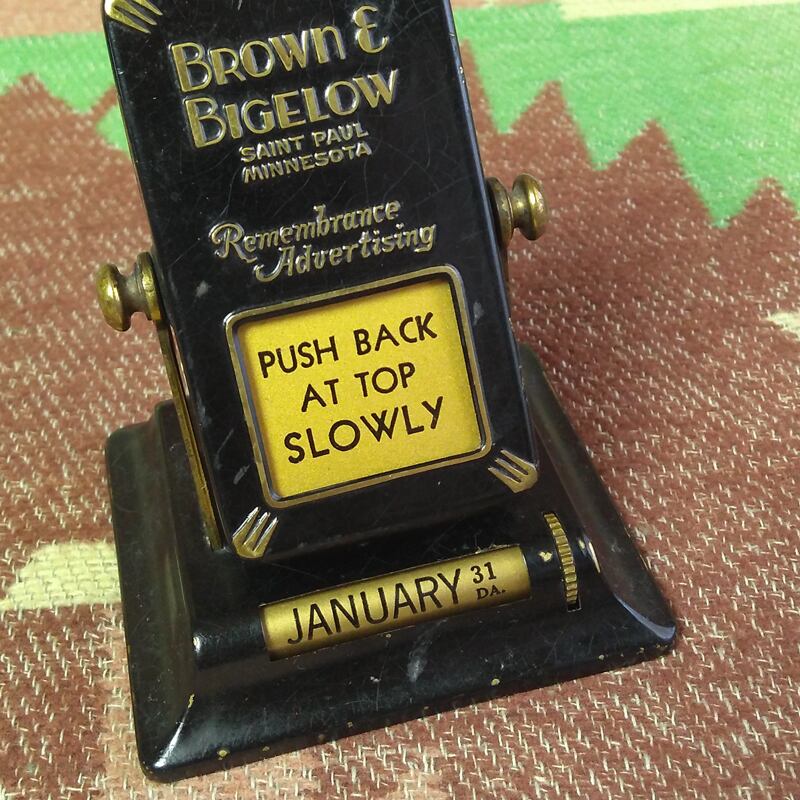 BROWN &
BIGELOW
SAINT PAUL
MINNESOTA
Remembrance
Advertising
PUSH BACK
AT TOP
SLOWLY
JANUARY 31
DA.